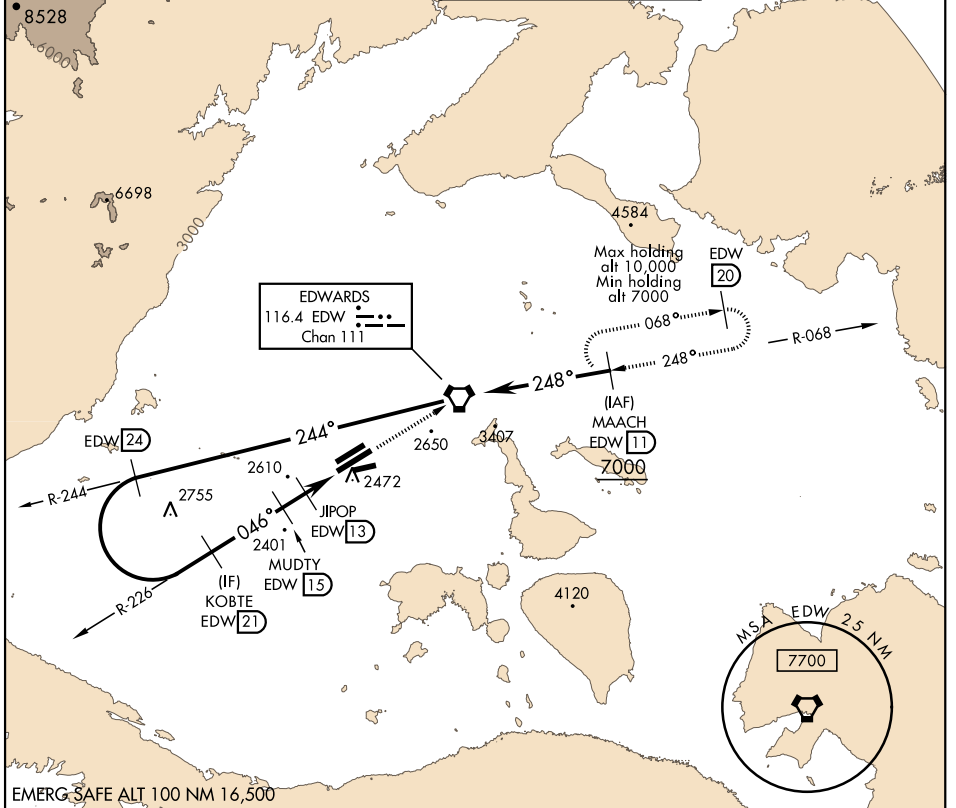 8528
6000
6698
3000
4584
Max holding
alt 10,000
Min holding
alt 7000
EDW
20
068°
R-068
248°
248°
EDWARDS
116.4 EDW
Chan 111
(IAF)
MAACH
EDW 11
7000
2650
3407
244°
EDW 24
R-244
2755
2610
2472
046°
JIPOP
EDW 13
2401
MUDTY
EDW 15
(IF)
KOBTE
EDW 21
R-226
4120
MSA EDW 25 NM
7700
EMERG SAFE ALT 100 NM 16,500